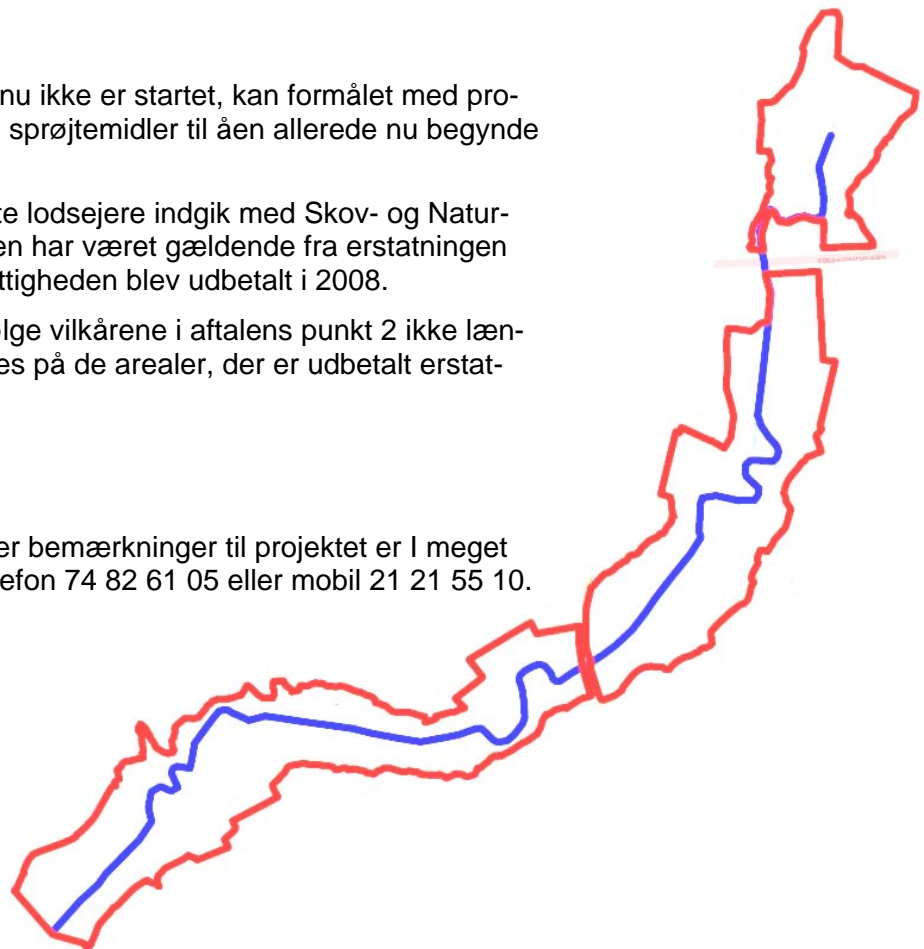 nu ikke er startet, kan formålet med pro-
sprøjtemidler til åen allerede nu begynde
te lodsejere indgik med Skov- og Natur-
en har været gældende fra erstatningen
ttigheden blev udbetalt i 2008.
lge vilkårene i aftalens punkt 2 ikke læn-
es på de arealer, der er udbetalt erstat-
er bemærkninger til projektet er I meget
efon 74 82 61 05 eller mobil 21 21 55 10.